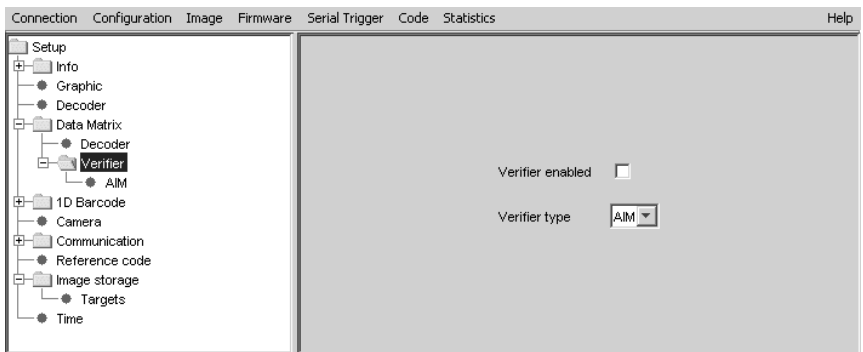 Connection Configuration Image Firmware Serial Trigger Code Statistics Help
Setup
Info
Graphic
Decoder
Data Matrix
Decoder
Verifier
AIM
1D Barcode
Camera
Communication
Reference code
Image storage
Targets
Time
Verifier enabled
Verifier type AIM